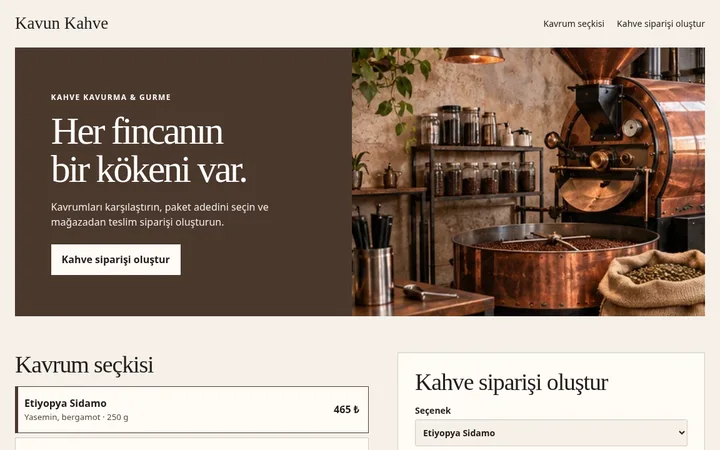 Kavun Kahve
Kavrum seçkisi
Kahve siparişi oluştur
KAHVE KAVURMA & GURME
Her fincanın
bir kökeni var.
Kavrumları karşılaştırın, paket adedini seçin ve
mağazadan teslim siparişi oluşturun.
Kahve siparişi oluştur
Kavrum seçkisi
Etiyopya Sidamo
Yasemin, bergamot · 250 g
465 ₺
Kahve siparişi oluştur
Seçenek
Etiyopya Sidamo